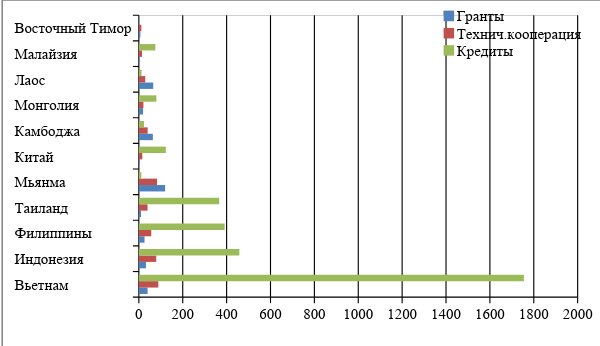 Гранты
Технич.кооперация
Кредиты
Восточный Тимор
Малайзия
Лаос
Монголия
Камбоджа
Китай
Мьянма
Таиланд
Филиппины
Индонезия
Вьетнам
0 200 400 600 800 1000 1200 1400 1600 1800 2000